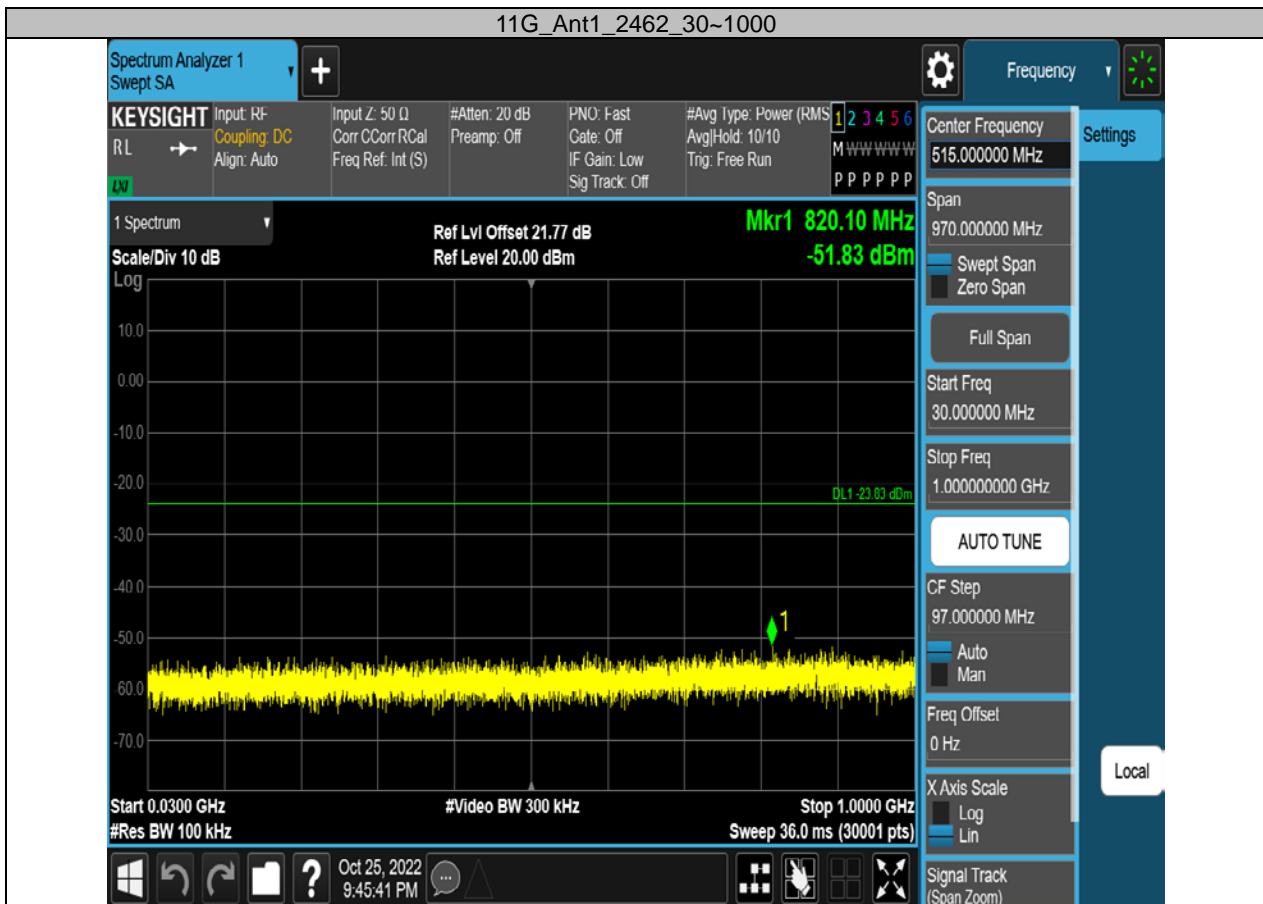 11G_Ant1_2462_30~1000
Spectrum Analyzer 1
Swept SA
Frequency
KEYSIGHT
RL
LXI
Input: RF
Coupling: DC
Align: Auto
Input Z: 50 Ω
Corr CCorr RCal
Freq Ref: Int (S)
#Atten: 20 dB
Preamp: Off
PNO: Fast
Gate: Off
IF Gain: Low
Sig Track: Off
#Avg Type: Power (RMS
Avg|Hold: 10/10
Trig: Free Run
1 2 3 4 5 6
M W W W W W
P P P P P P
1 Spectrum
Scale/Div 10 dB
Log
Ref Lvl Offset 21.77 dB
Ref Level 20.00 dBm
Mkr1 820.10 MHz
-51.83 dBm
10.0
0.00
-10.0
-20.0
DL1 -23.83 dBm
-30.0
-40.0
1
-50.0
-60.0
-70.0
Start 0.0300 GHz
#Res BW 100 kHz
#Video BW 300 kHz
Stop 1.0000 GHz
Sweep 36.0 ms (30001 pts)
Center Frequency
515.000000 MHz
Span
970.000000 MHz
Swept Span
Zero Span
Full Span
Start Freq
30.000000 MHz
Stop Freq
1.000000000 GHz
AUTO TUNE
CF Step
97.000000 MHz
Auto
Man
Freq Offset
0 Hz
X Axis Scale
Log
Lin
Signal Track
(Span Zoom)
Settings
Local
Oct 25, 2022
9:45:41 PM